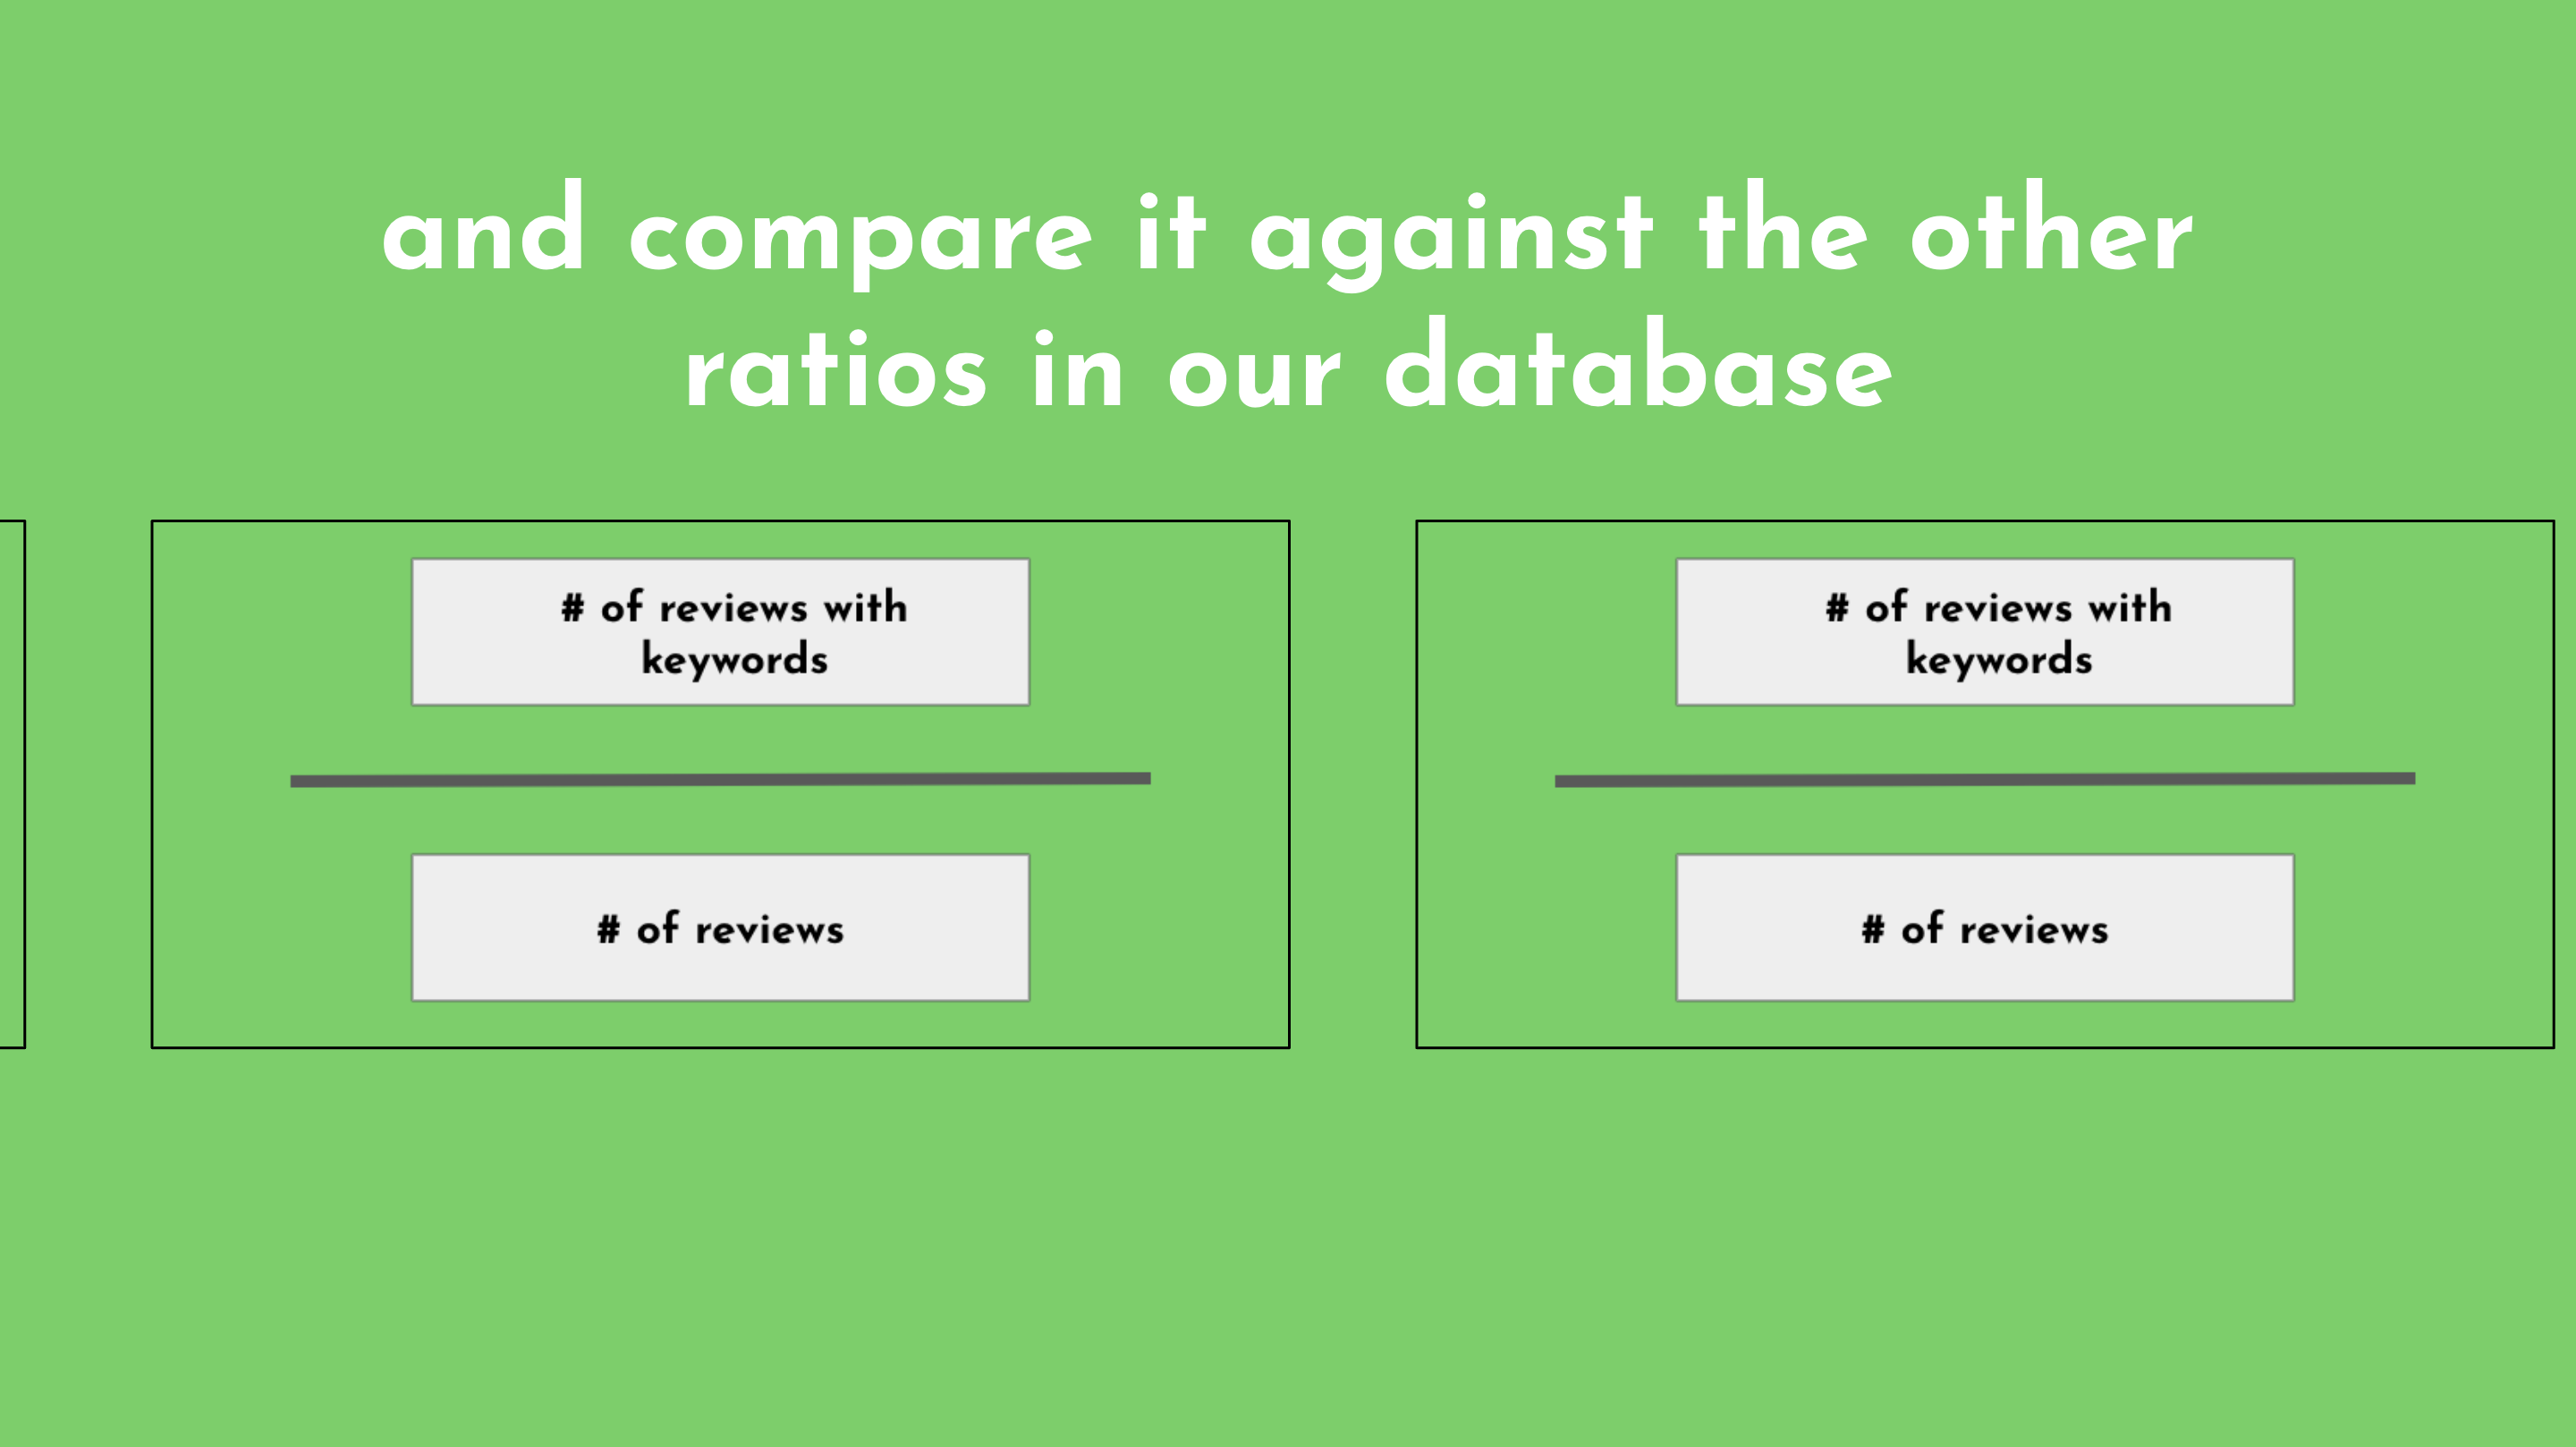 and compare it against the other
ratios in our database
# of reviews with
keywords
# of reviews
# of reviews with
keywords
# of reviews